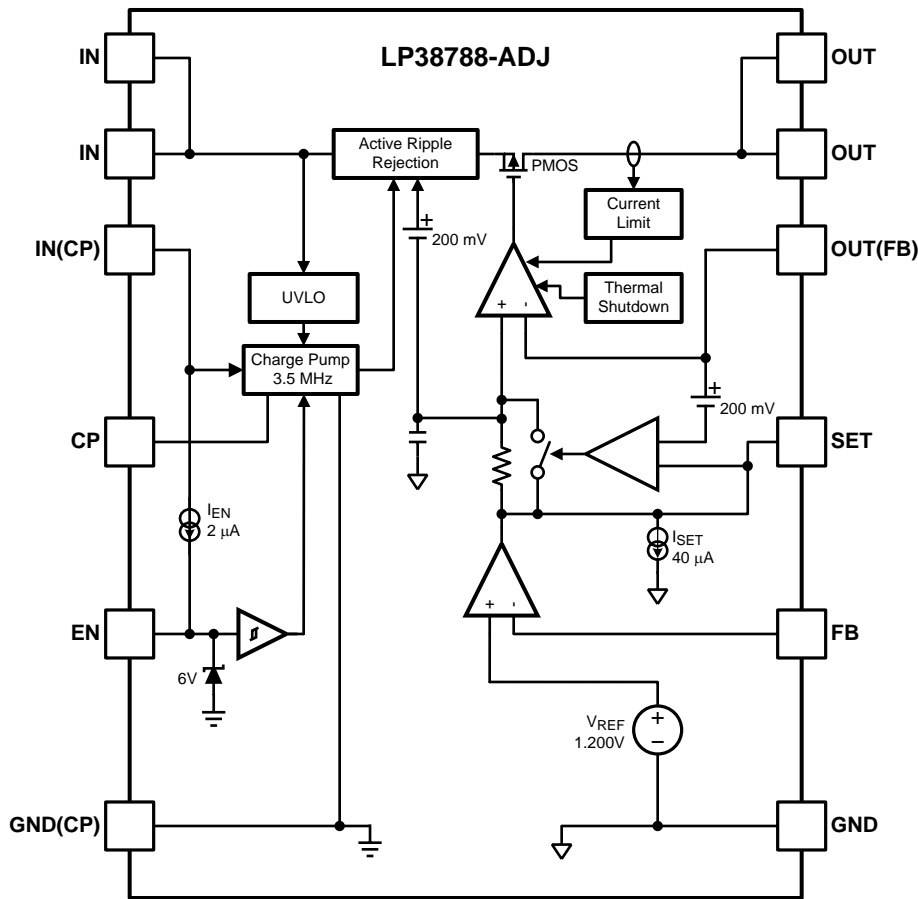 LP38788-ADJ
IN
OUT
IN
Active Ripple
Rejection
PMOS
OUT
Current
Limit
IN(CP)
+
200 mV
OUT(FB)
UVLO
Thermal
Shutdown
+ -
Charge Pump
3.5 MHz
+
200 mV
CP
SET
IEN
2 µA
ISET
40 µA
+ -
EN
FB
6V
VREF
1.200V
+
−
GND(CP)
GND